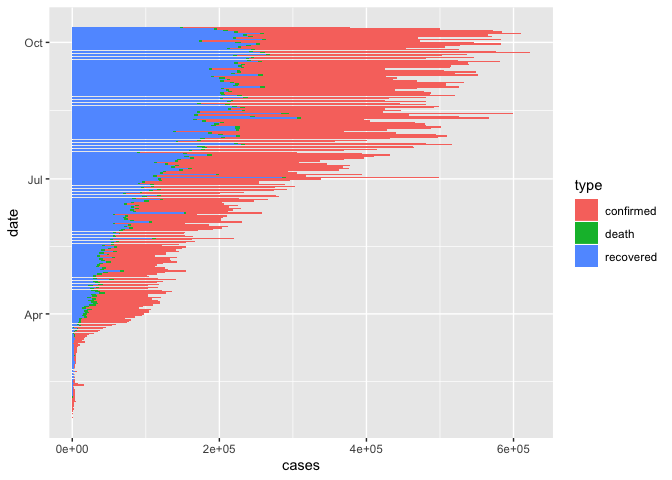 Oct
Jul
Apr
date
0e+00
2e+05
4e+05
6e+05
cases
type
confirmed
death
recovered